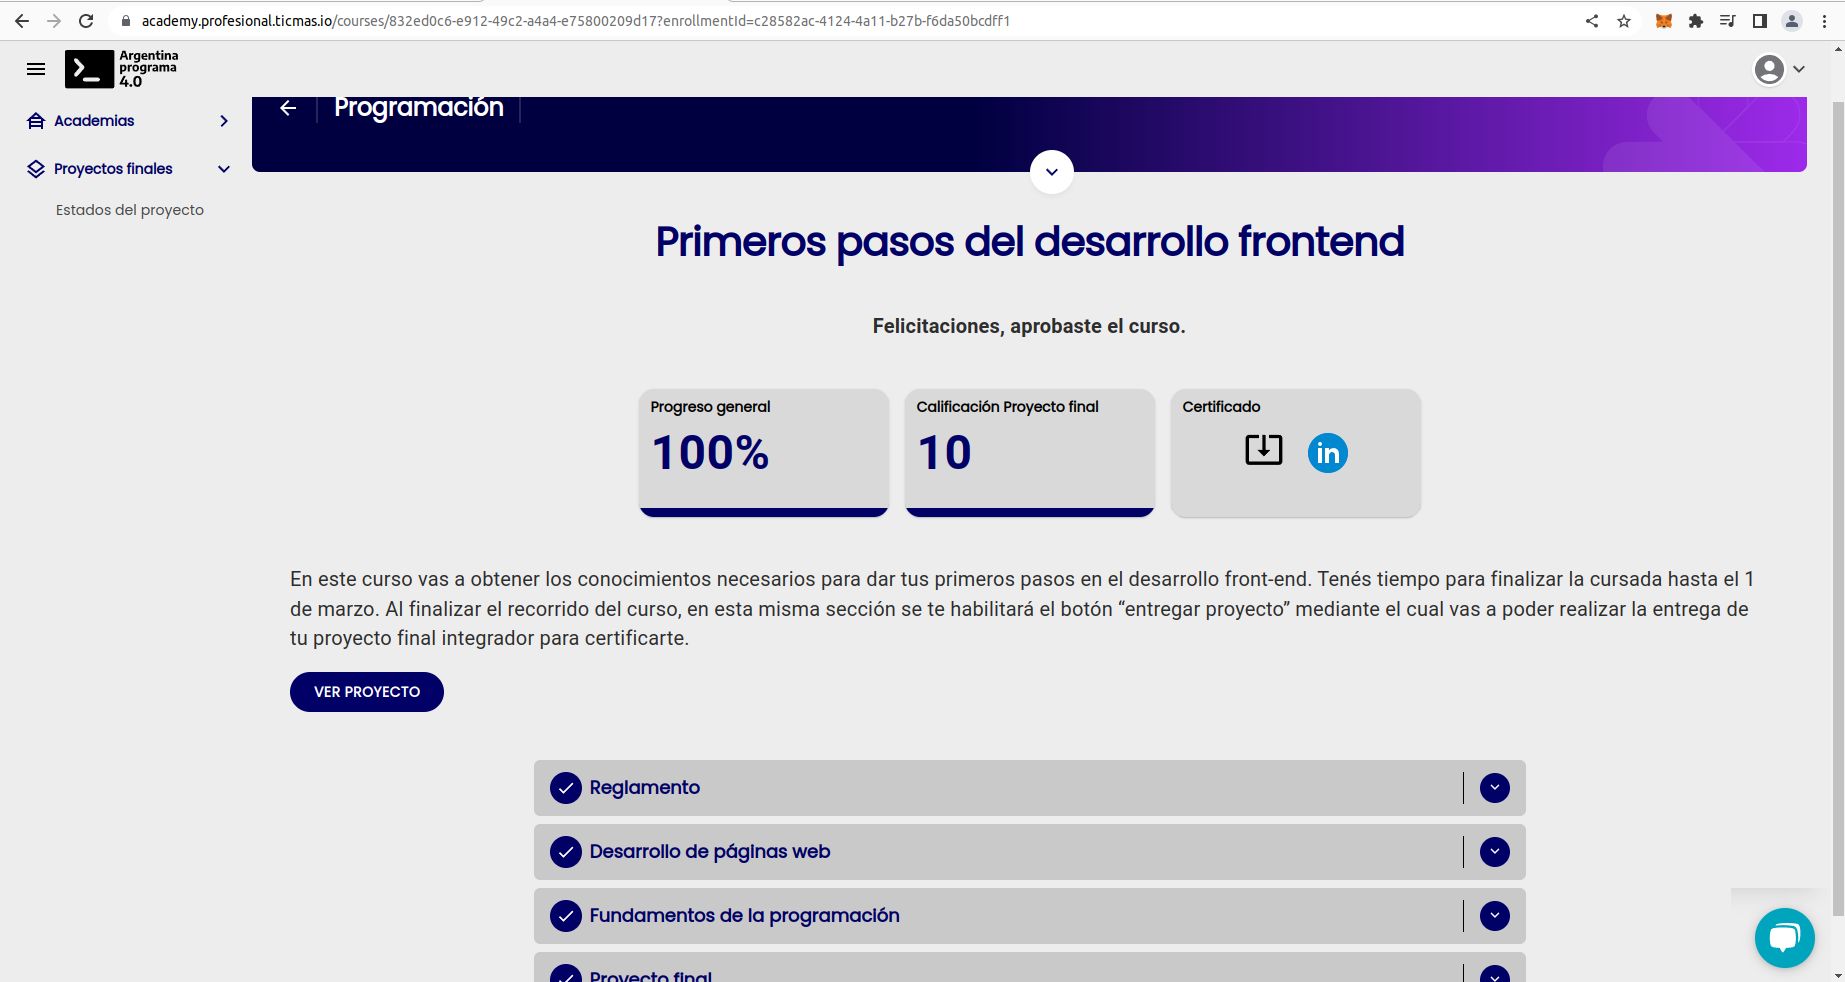 academy.profesional.ticmas.io/courses/832ed0c6-e912-49c2-a4a4-e75800209d17?enrollmentId=c28582ac-4124-4a11-b27b-f6da50bcdff1
Argentina
programa
4.0
Academias
Proyectos finales
Estados del proyecto
Programación
Primeros pasos del desarrollo frontend
Felicitaciones, aprobaste el curso.
Progreso general
100%
Calificación Proyecto final
10
Certificado
in
En este curso vas a obtener los conocimientos necesarios para dar tus primeros pasos en el desarrollo front-end. Tenés tiempo para finalizar la cursada hasta el 1
de marzo. Al finalizar el recorrido del curso, en esta misma sección se te habilitará el botón “entregar proyecto” mediante el cual vas a poder realizar la entrega de
tu proyecto final integrador para certificarte.
VER PROYECTO
Reglamento
Desarrollo de páginas web
Fundamentos de la programación
Proyecto final